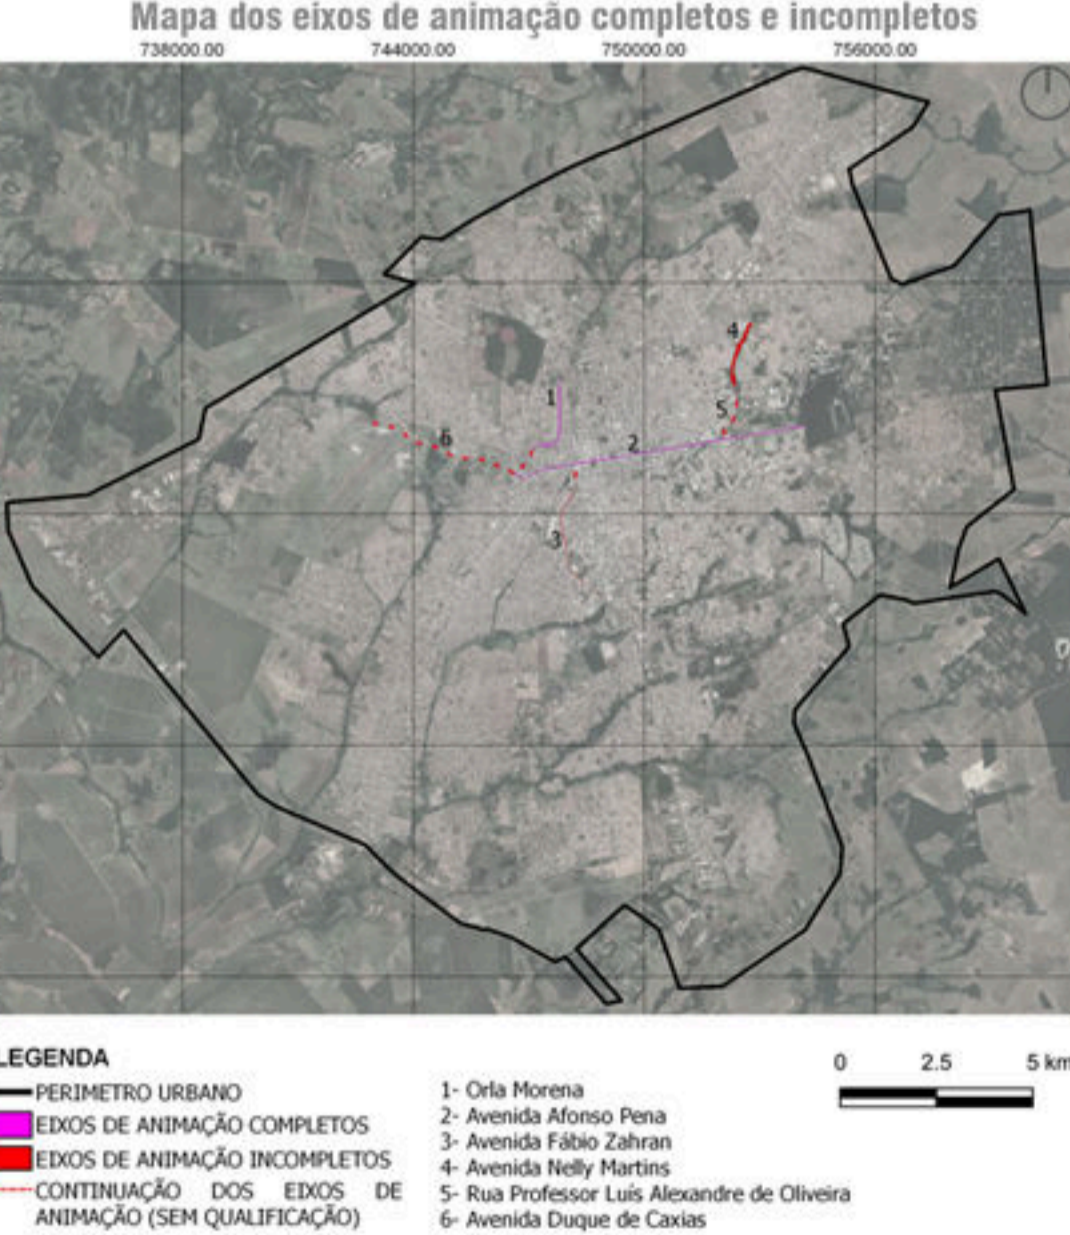 Mapa dos eixos de animação completos e incompletos
738000.00 744000.00 750000.00 756000.00
4
1
5
6
2
3
LEGENDA
PERIMETRO URBANO
EIXOS DE ANIMAÇÃO COMPLETOS
EIXOS DE ANIMAÇÃO INCOMPLETOS
CONTINUAÇÃO DOS EIXOS DE
ANIMAÇÃO (SEM QUALIFICAÇÃO)
1- Orla Morena
2- Avenida Afonso Pena
3- Avenida Fábio Zahran
4- Avenida Nelly Martins
5- Rua Professor Luís Alexandre de Oliveira
6- Avenida Duque de Caxias
0 2.5 5 km